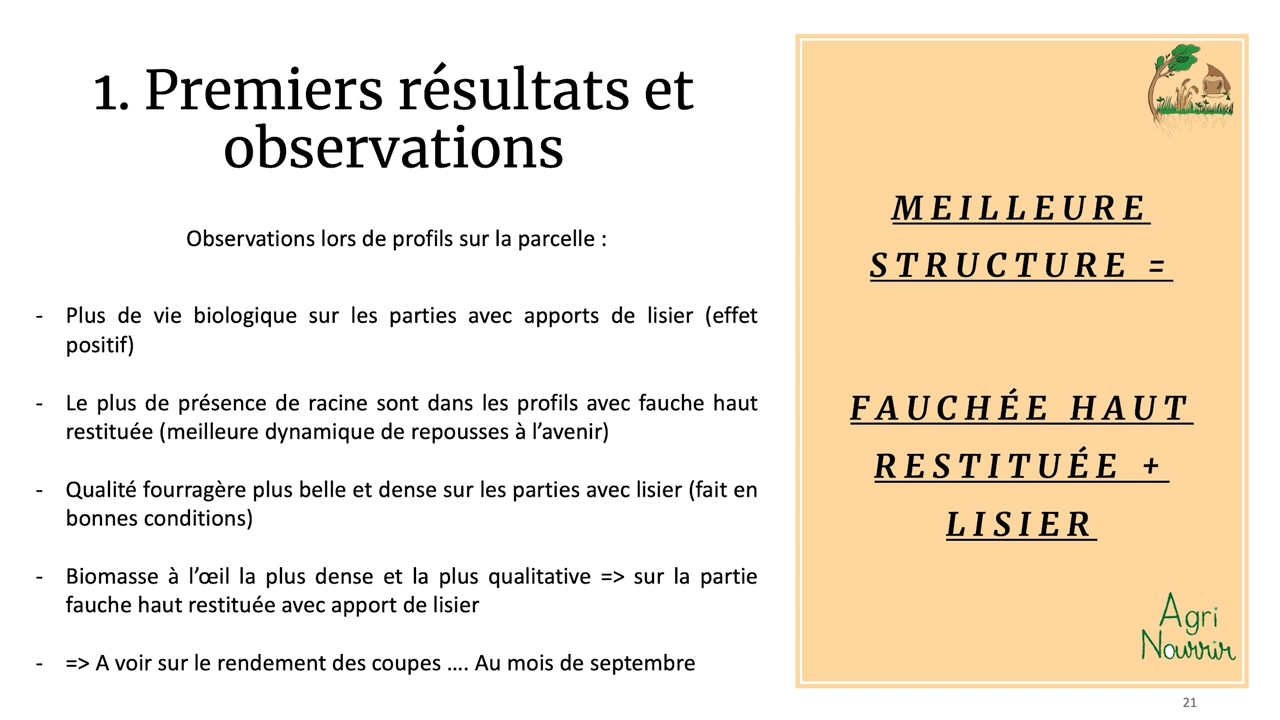 1. Premiers résultats et
observations
Observations lors de profils sur la parcelle :
- Plus de vie biologique sur les parties avec apports de lisier (effet
positif)
- Le plus de présence de racine sont dans les profils avec fauche haut
restituée (meilleure dynamique de repousses à l’avenir)
- Qualité fourragère plus belle et dense sur les parties avec lisier (fait en
bonnes conditions)
- Biomasse à l’œil la plus dense et la plus qualitative => sur la partie
fauche haut restituée avec apport de lisier
- => A voir sur le rendement des coupes …. Au mois de septembre
MEILLEURE
STRUCTURE =
FAUCHÉE HAUT
RESTITUÉE +
LISIER
Agri
Nourrir
21